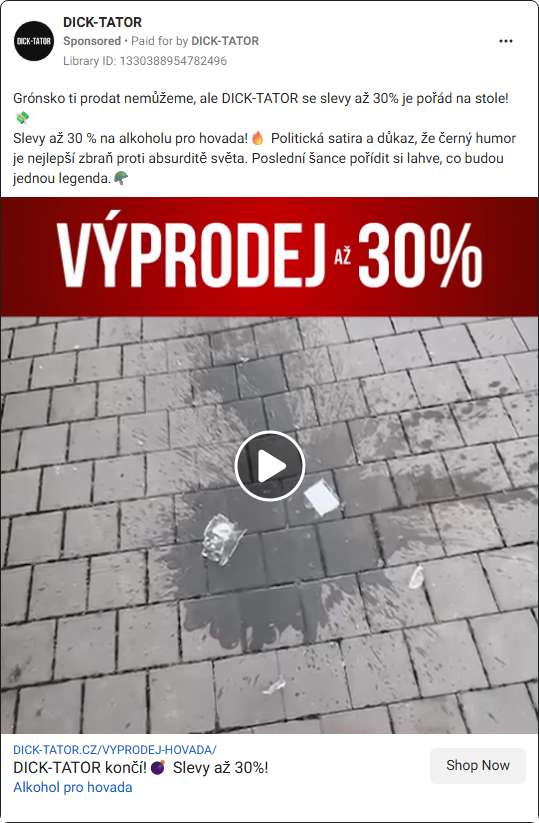 DICK-TATOR
DICK-TATOR
Sponsored • Paid for by DICK-TATOR
Library ID: 1330388954782496
Grónsko ti prodat nemůžeme, ale DICK-TATOR se slevy až 30% je pořád na stole!
💸
Slevy až 30 % na alkoholu pro hovada!🔥 Politická satira a důkaz, že černý humor
je nejlepší zbraň proti absurditě světa. Poslední šance pořídit si lahve, co budou
jednou legenda.🪖
VÝPRODEJ AŽ 30%
DICK-TATOR.CZ/VYPRODEJ-HOVADA/
DICK-TATOR končí!💣 Slevy až 30%!
Alkohol pro hovada
Shop Now